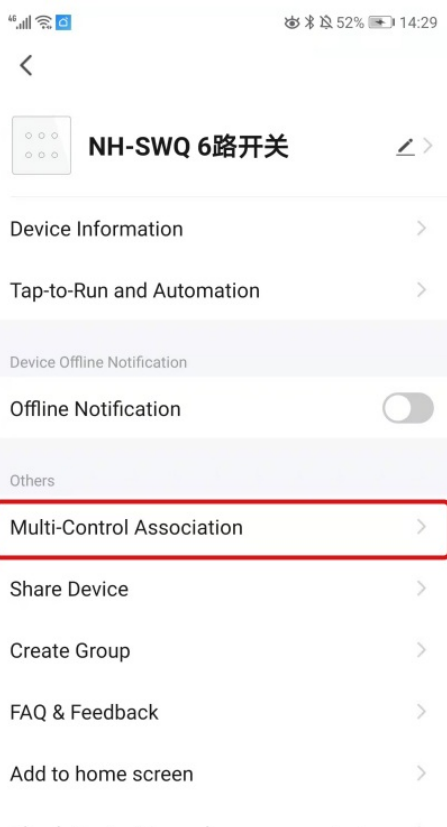 46 52% 14:29
NH-SWQ 6路开关
Device Information
Tap-to-Run and Automation
Device Offline Notification
Offline Notification
Others
Multi-Control Association
Share Device
Create Group
FAQ & Feedback
Add to home screen